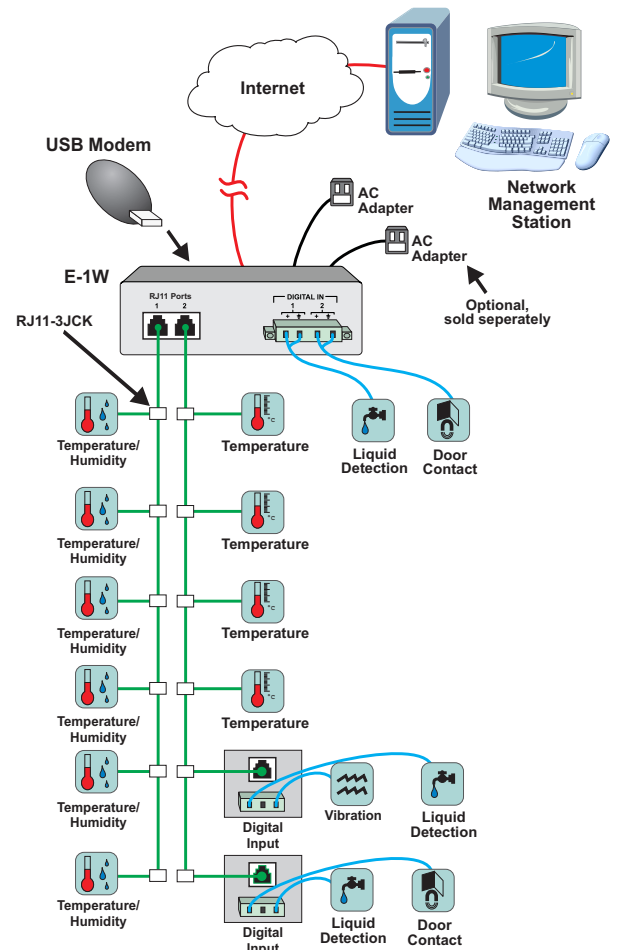 Internet
USB Modem
AC
Adapter
Network
Management
Station
AC
Adapter
Optional,
sold seperately
E-1W
RJ11 Ports
1 2
DIGITAL IN
1 2
+ +
RJ11-3JCK
Temperature/
Humidity
°C
Temperature
Liquid
Detection
Door
Contact
Temperature/
Humidity
°C
Temperature
Temperature/
Humidity
°C
Temperature
Temperature/
Humidity
°C
Temperature
Temperature/
Humidity
Digital
Input
Vibration
Liquid
Detection
Temperature/
Humidity
Digital
Input
Liquid
Detection
Door
Contact